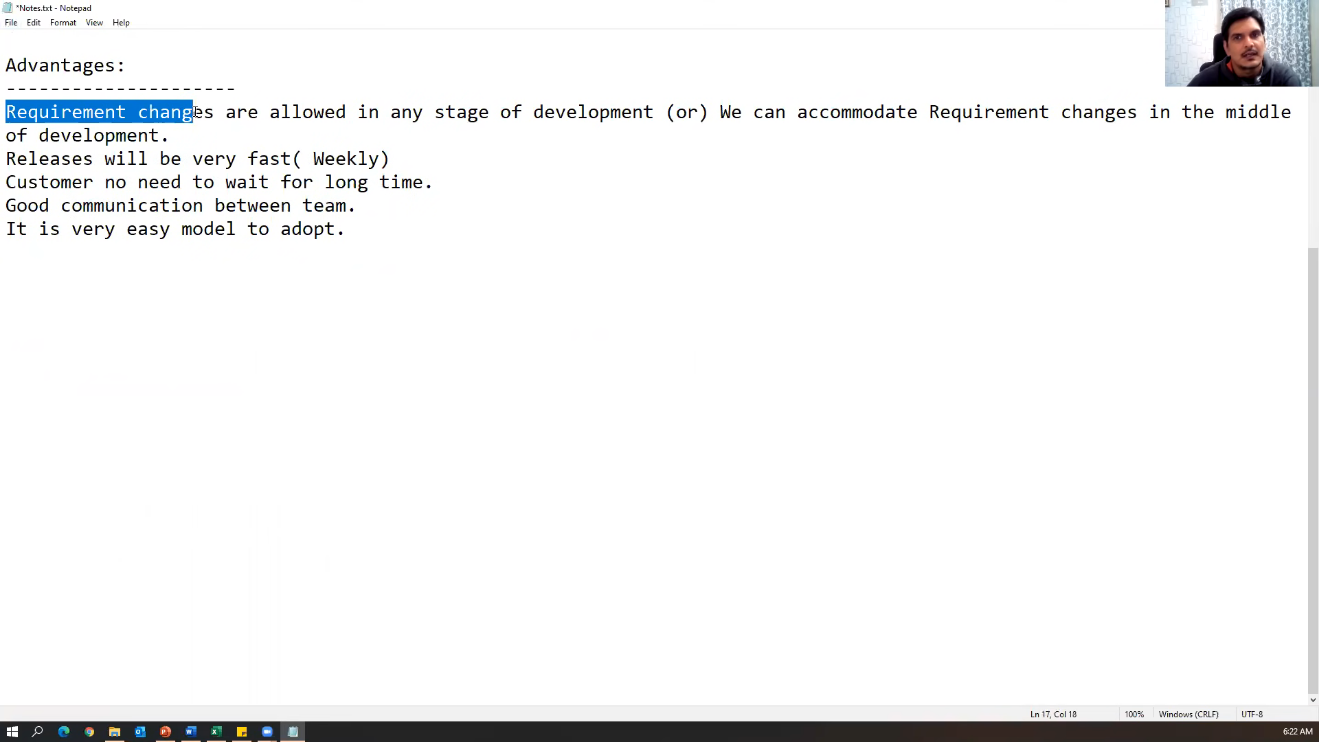 *Notes.txt - Notepad
File Edit Format View Help
Advantages:
---------------------
Requirement changes are allowed in any stage of development (or) We can accommodate Requirement changes in the middle
of development.
Releases will be very fast( Weekly)
Customer no need to wait for long time.
Good communication between team.
It is very easy model to adopt.
Ln 17, Col 18 100% Windows (CRLF) UTF-8
6:22 AM